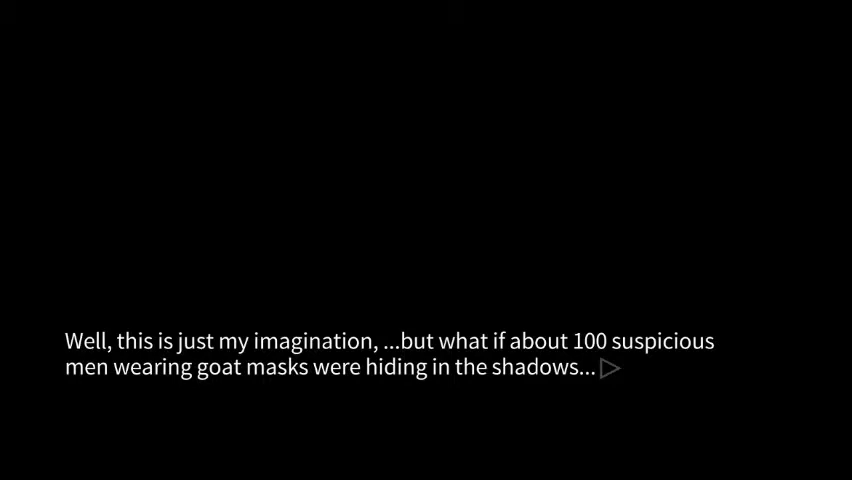 Well, this is just my imagination, ...but what if about 100 suspicious
men wearing goat masks were hiding in the shadows...